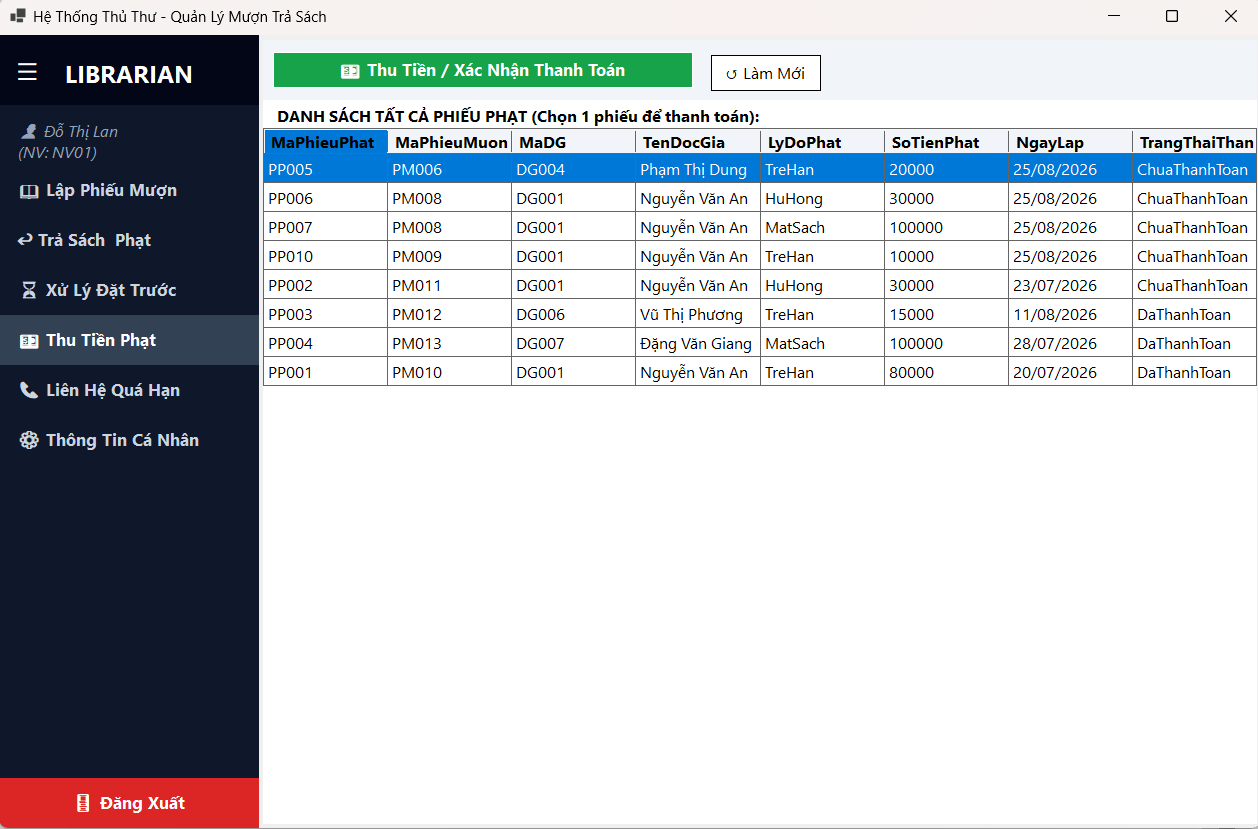 Hệ Thống Thủ Thư - Quản Lý Mượn Trả Sách
LIBRARIAN
Đỗ Thị Lan
(NV: NV01)
Lập Phiếu Mượn
Trả Sách Phạt
Xử Lý Đặt Trước
Thu Tiền Phạt
Liên Hệ Quá Hạn
Thông Tin Cá Nhân
Đăng Xuất
Thu Tiền / Xác Nhận Thanh Toán
Làm Mới
DANH SÁCH TẤT CẢ PHIẾU PHẠT (Chọn 1 phiếu để thanh toán):
MaPhieuPhat MaPhieuMuon MaDG TenDocGia LyDoPhat SoTienPhat NgayLap TrangThaiThan
PP005 PM006 DG004 Phạm Thị Dung TreHan 20000 25/08/2026 ChuaThanhToan
PP006 PM008 DG001 Nguyễn Văn An HuHong 30000 25/08/2026 ChuaThanhToan
PP007 PM008 DG001 Nguyễn Văn An MatSach 100000 25/08/2026 ChuaThanhToan
PP010 PM009 DG001 Nguyễn Văn An TreHan 10000 25/08/2026 ChuaThanhToan
PP002 PM011 DG001 Nguyễn Văn An HuHong 30000 23/07/2026 ChuaThanhToan
PP003 PM012 DG006 Vũ Thị Phương TreHan 15000 11/08/2026 DaThanhToan
PP004 PM013 DG007 Đặng Văn Giang MatSach 100000 28/07/2026 DaThanhToan
PP001 PM010 DG001 Nguyễn Văn An TreHan 80000 20/07/2026 DaThanhToan